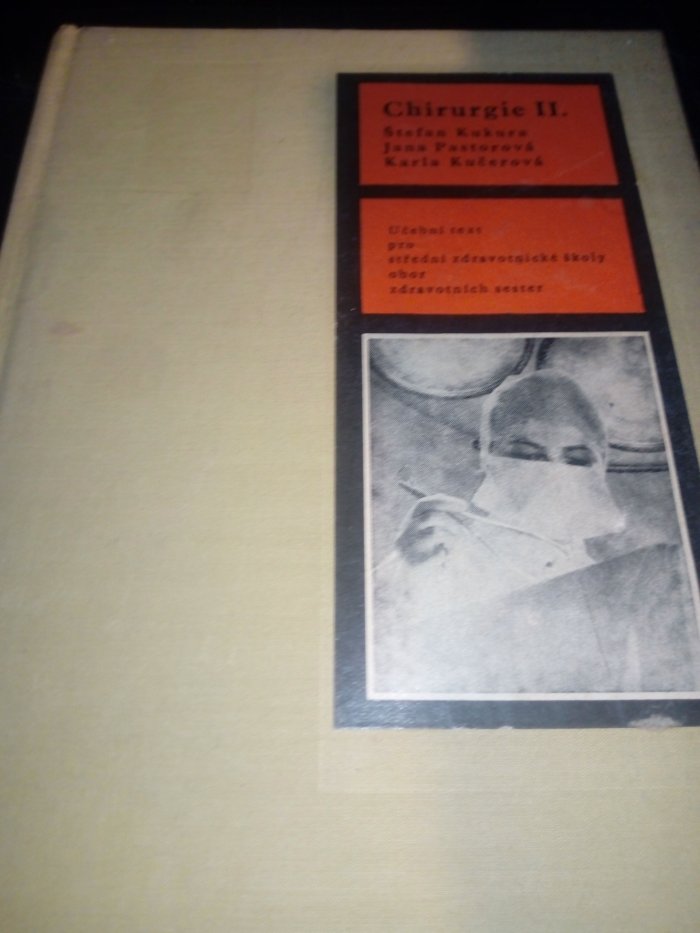 Chirurgie II.
Štefan Kukura
Jana Pastorová
Karla Kučerová
Učební text
pro
střední zdravotnické školy
obor
zdravotních sester